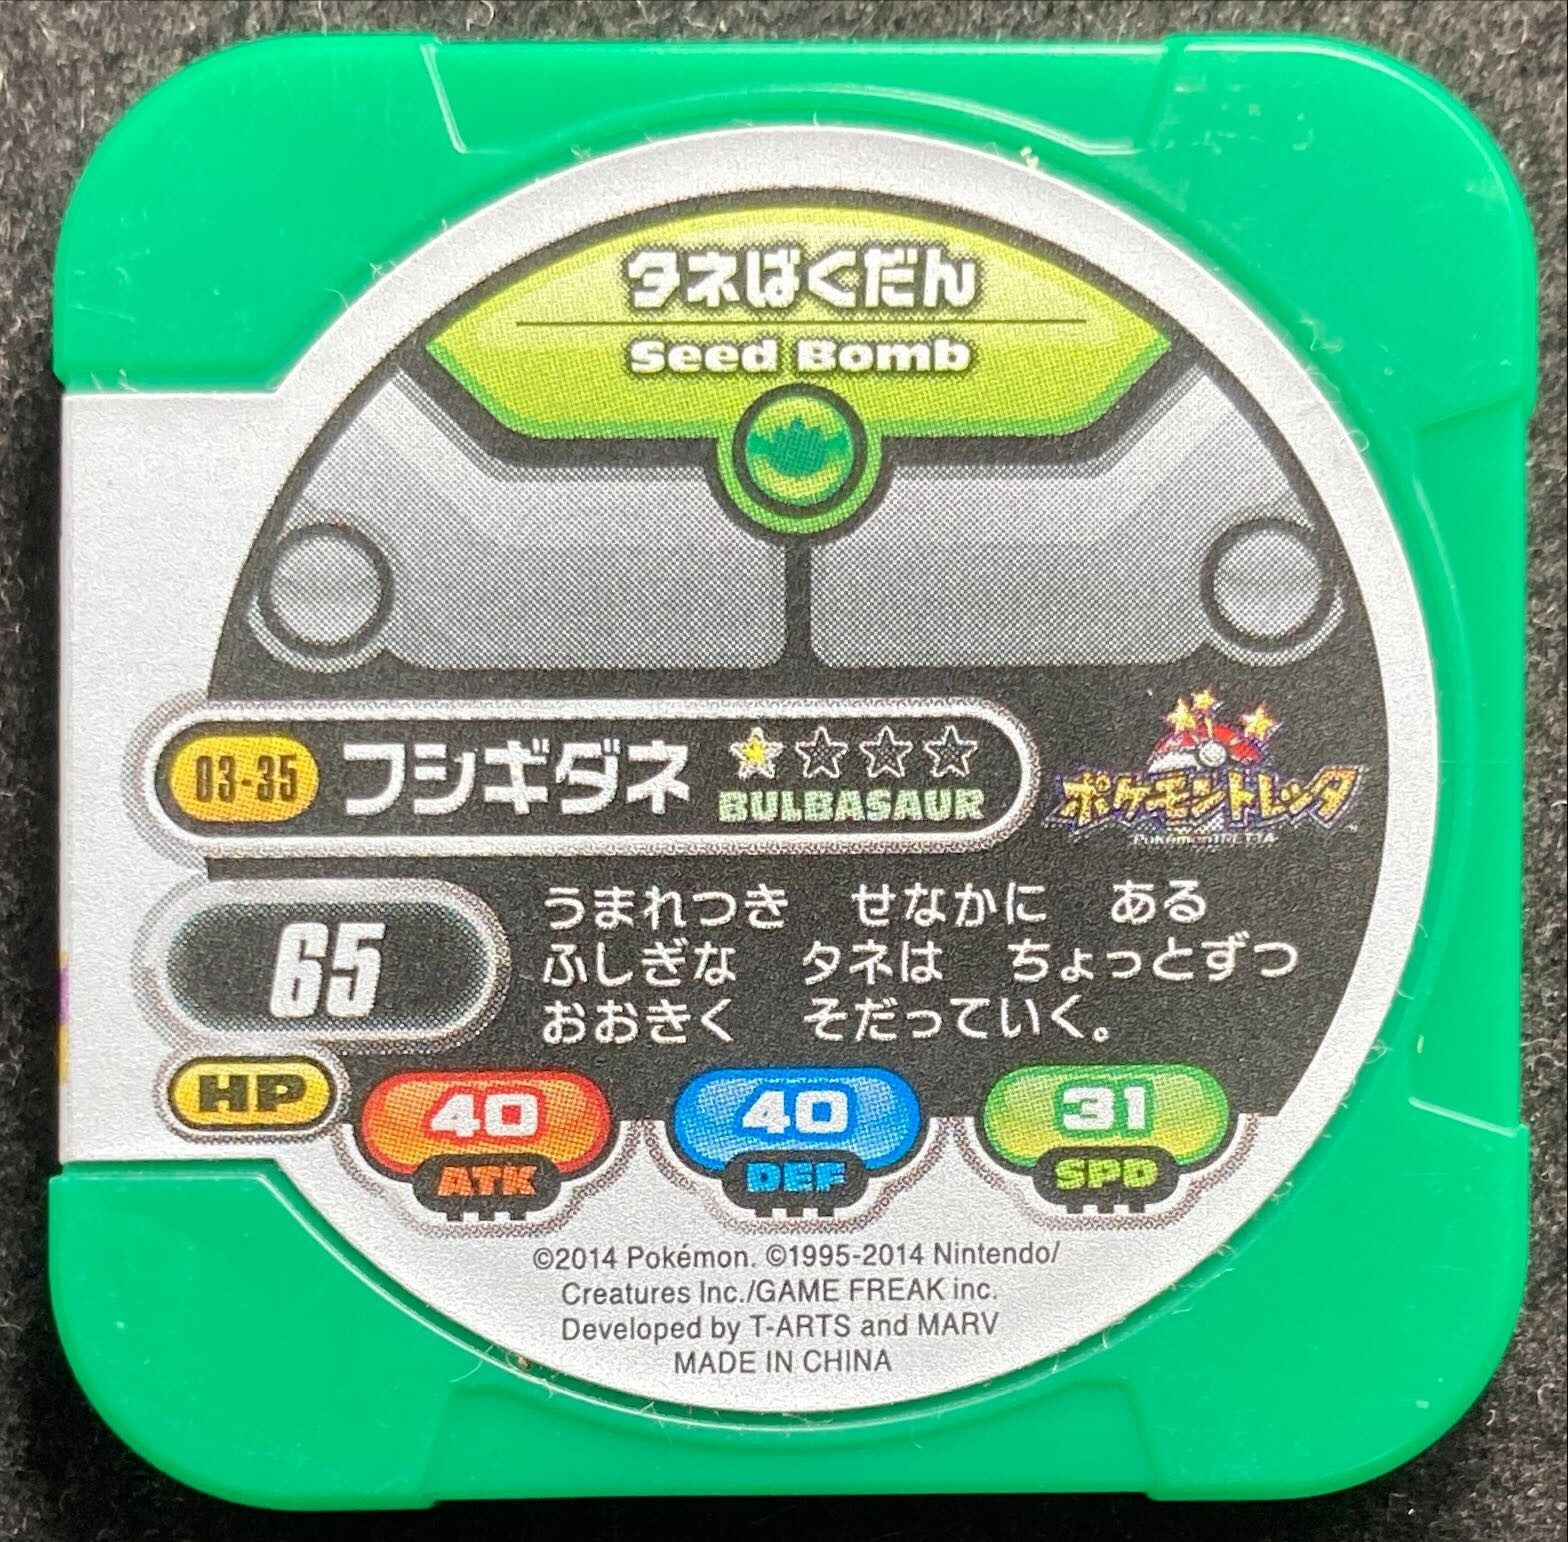 タネばくだん
Seed Bomb
03-35 フシギダネ
BULBASAUR
ポケモントレッタ
65
HP
うまれつき　せなかに　ある
ふしぎな　タネは　ちょっとずつ
おおきく　そだっていく。
40 40 31
ATK DEF SPD
©2014 Pokémon. ©1995-2014 Nintendo/
Creatures Inc./GAME FREAK inc.
Developed by T-ARTS and MARV
MADE IN CHINA